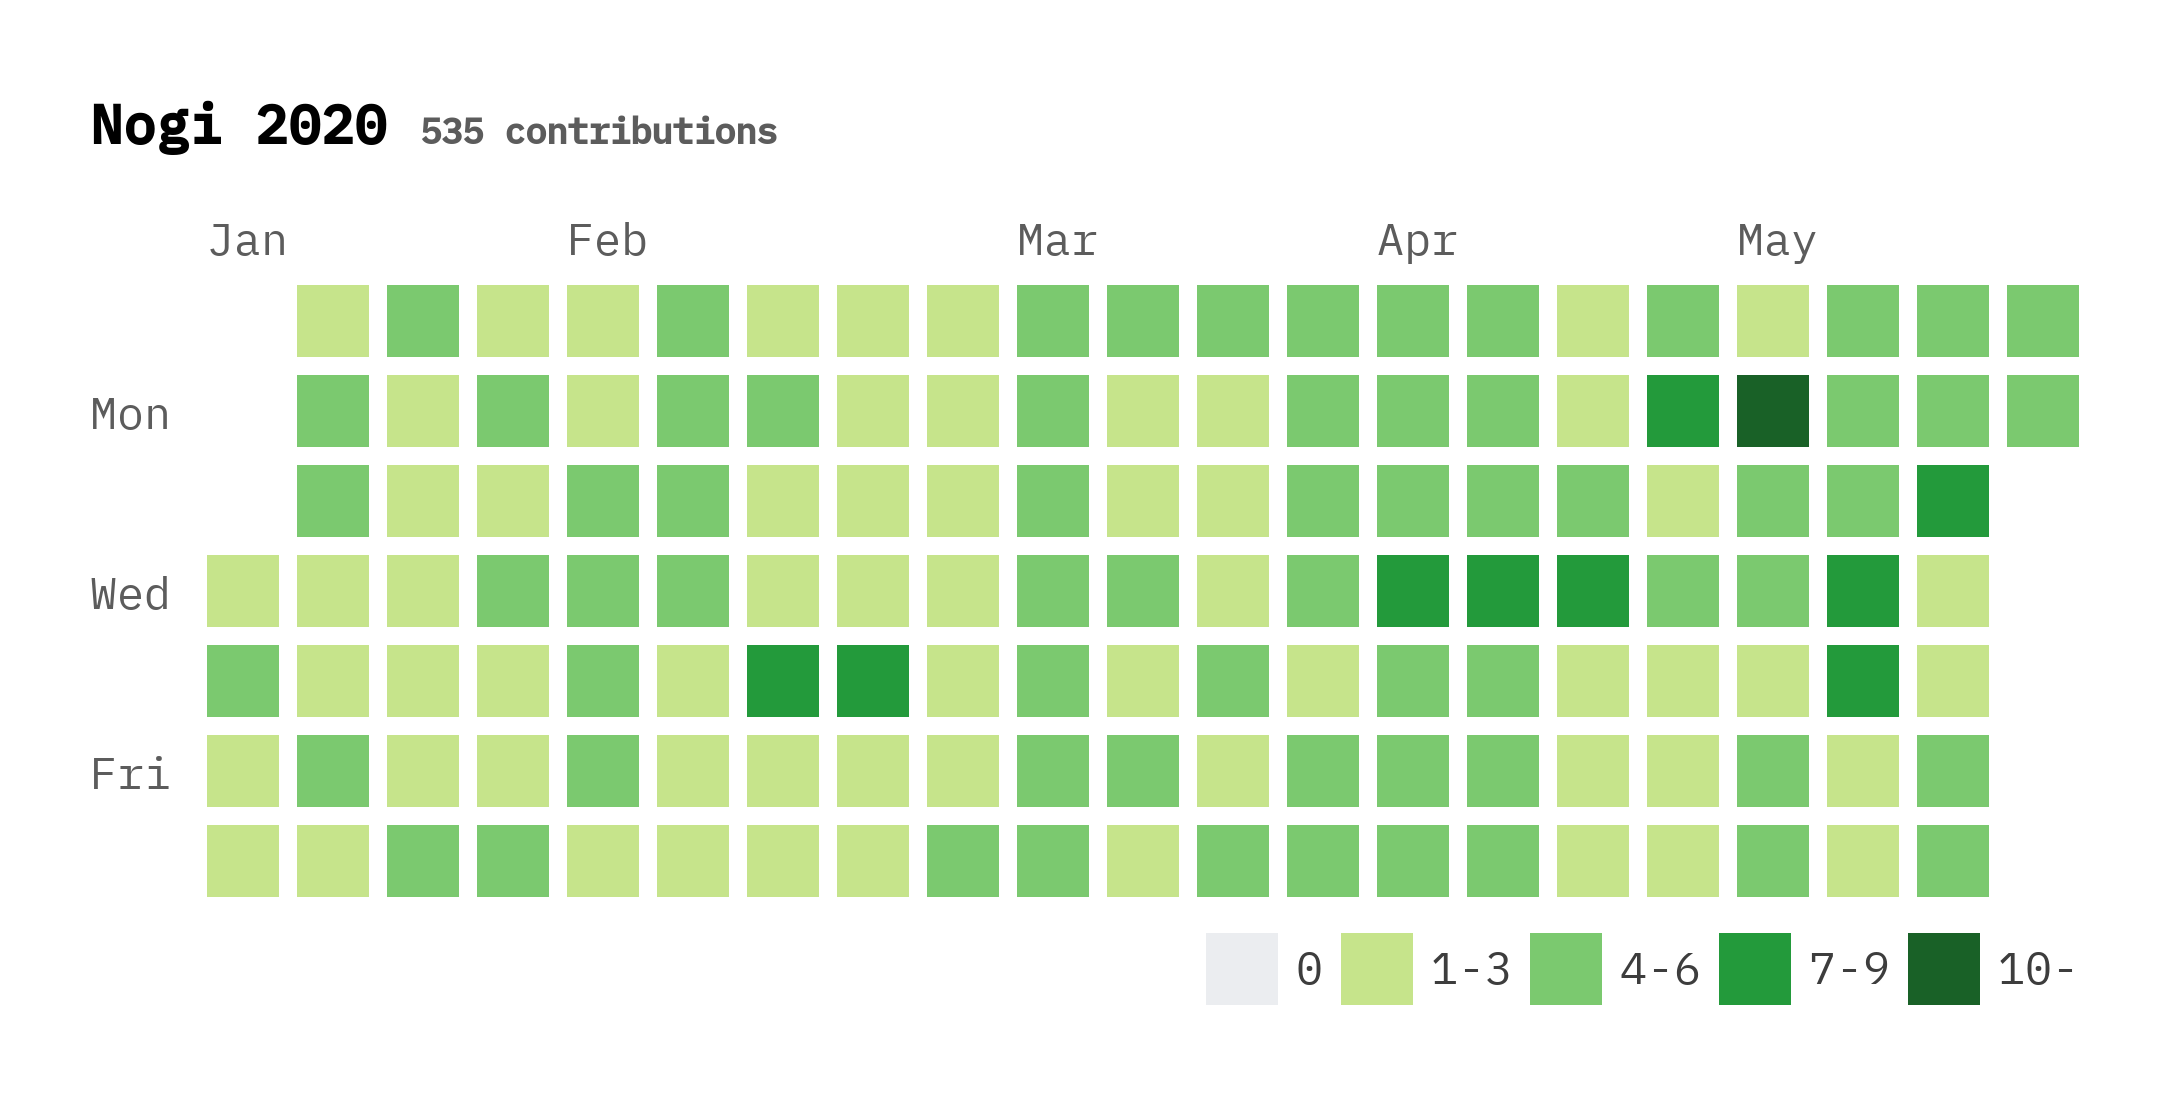 Nogi 2020 535 contributions
Jan Feb Mar Apr May
Mon
Wed
Fri
0 1-3 4-6 7-9 10-